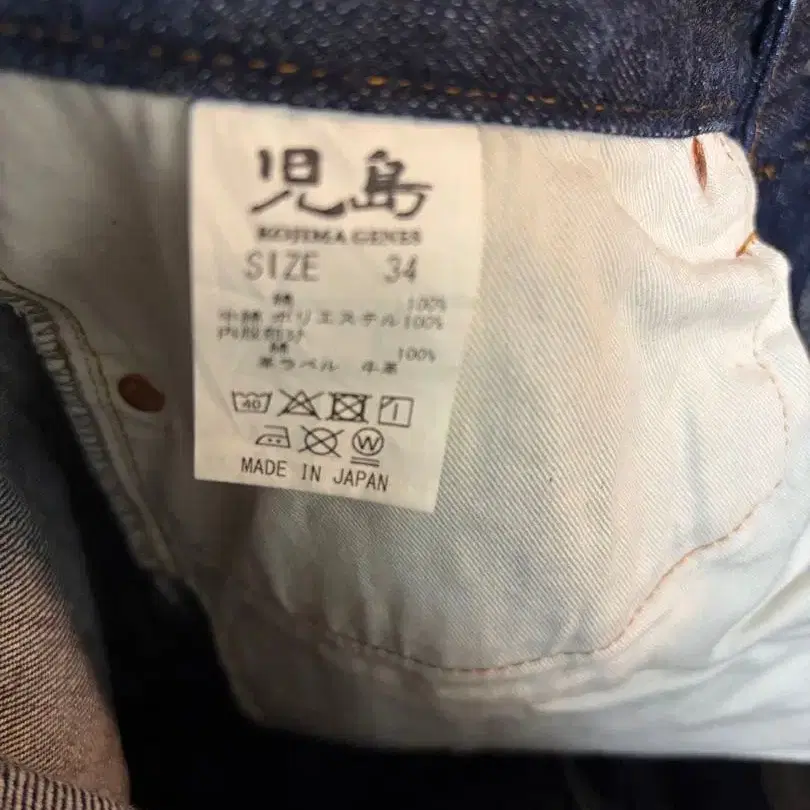 児島
KOJIMA GENES
SIZE 34
綿 100%
中綿 ポリエステル100%
内股部分
綿 100%
革ラベル 牛革
40
W
MADE IN JAPAN